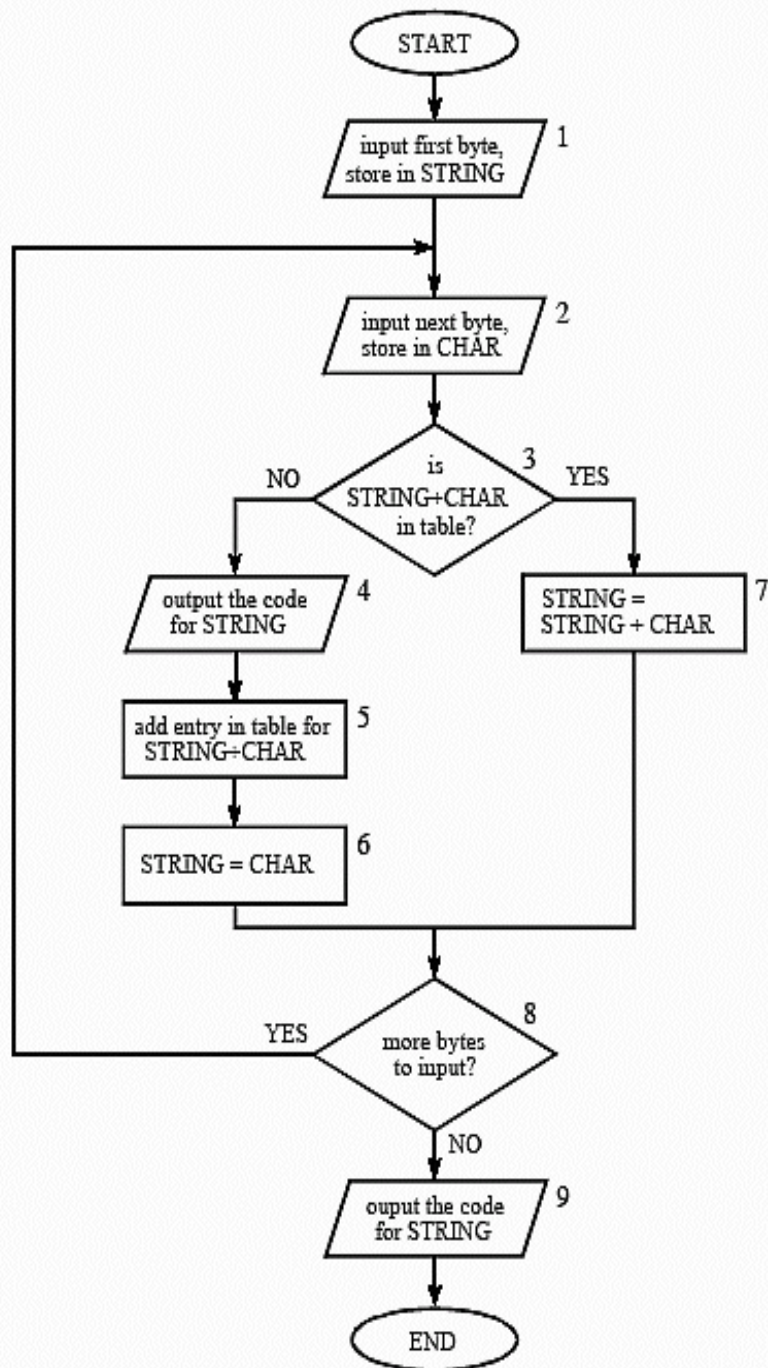 START
1
input first byte,
store in STRING
2
input next byte,
store in CHAR
3
is
STRING+CHAR
in table?
NO
YES
4
output the code
for STRING
7
STRING =
STRING + CHAR
5
add entry in table for
STRING+CHAR
6
STRING = CHAR
8
more bytes
to input?
YES
NO
9
ouput the code
for STRING
END